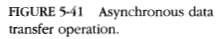 FIGURE 5-41 Asynchronous data
transfer operation.